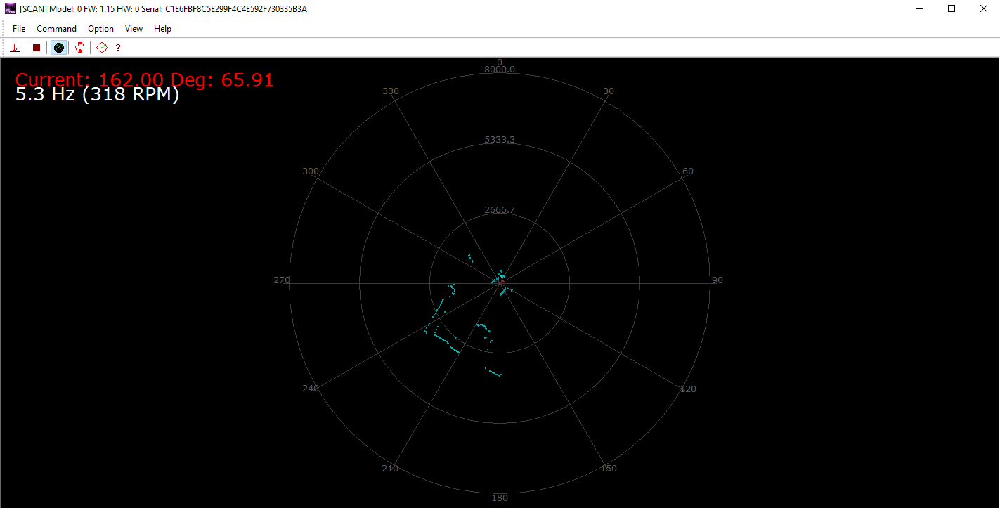 [SCAN] Model: 0 FW: 1.15 HW: 0 Serial: C1E6FBF8C5E299F4C4E592F730335B3A
File Command Option View Help
?
Current: 162.00 Deg: 65.91
5.3 Hz (318 RPM)
0
8000.0
330 30
5333.3
300 60
2666.7
270 90
240 120
210 150
180